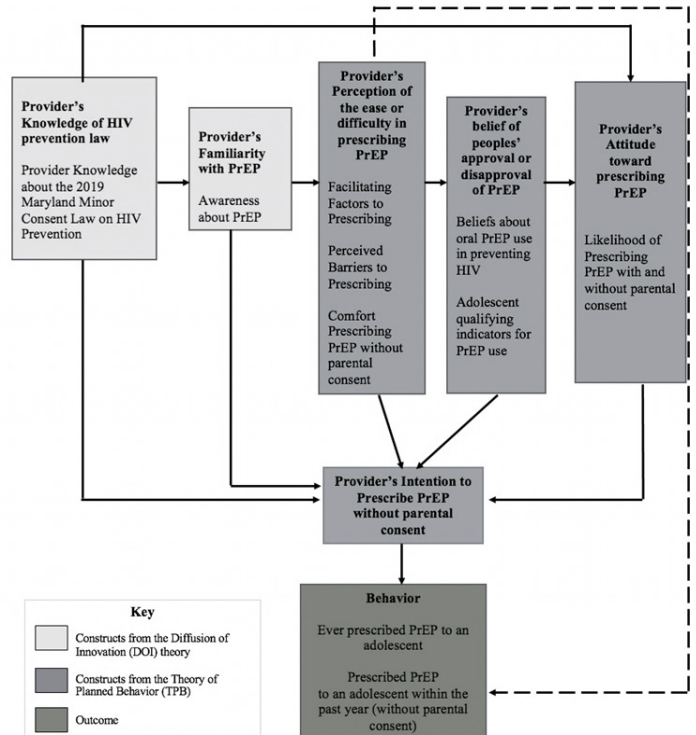 Provider's
Knowledge of HIV
prevention law
Provider Knowledge
about the 2019
Maryland Minor
Consent Law on HIV
Prevention
Provider's
Familiarity
with PrEP
Awareness
about PrEP
Provider's
Perception of
the ease or
difficulty in
prescribing
PrEP
Facilitating
Factors to
Prescribing
Perceived
Barriers to
Prescribing
Comfort
Prescribing
PrEP without
parental
consent
Provider's
belief of
peoples'
approval or
disapproval
of PrEP
Beliefs about
oral PrEP use
in preventing
HIV
Adolescent
qualifying
indicators for
PrEP use
Provider's
Attitude
toward
prescribing
PrEP
Likelihood of
Prescribing
PrEP with and
without parental
consent
Provider's Intention to
Prescribe PrEP
without parental
consent
Behavior
Ever prescribed PrEP to an
adolescent
Prescribed PrEP
to an adolescent within the
past year (without parental
consent)
Key
Constructs from the Diffusion of
Innovation (DOI) theory
Constructs from the Theory of
Planned Behavior (TPB)
Outcome